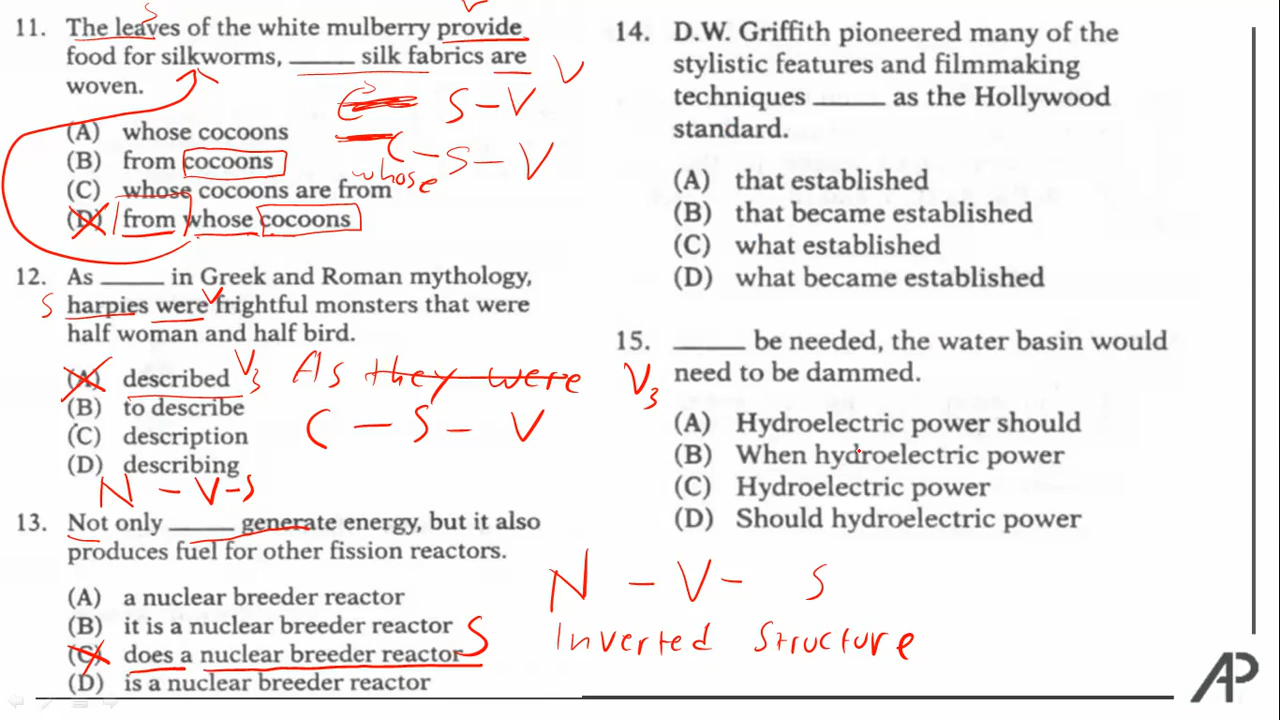 11. The leaves of the white mulberry provide
food for silkworms, _____ silk fabrics are
woven.
(A) whose cocoons
(B) from cocoons
(C) whose cocoons are from
(D) from whose cocoons
S
V
V
S – V
C – S – V
whose
12. As _____ in Greek and Roman mythology,
harpies were frightful monsters that were
half woman and half bird.
S
V
(A) described
(B) to describe
(C) description
(D) describing
V3
As they were
C – S – V
N – V – S
13. Not only _____ generate energy, but it also
produces fuel for other fission reactors.
(A) a nuclear breeder reactor
(B) it is a nuclear breeder reactor
(C) does a nuclear breeder reactor
(D) is a nuclear breeder reactor
S
14. D.W. Griffith pioneered many of the
stylistic features and filmmaking
techniques _____ as the Hollywood
standard.
(A) that established
(B) that became established
(C) what established
(D) what became established
15. _____ be needed, the water basin would
need to be dammed.
V3
(A) Hydroelectric power should
(B) When hydroelectric power
(C) Hydroelectric power
(D) Should hydroelectric power
N – V – S
Inverted Structure
AP